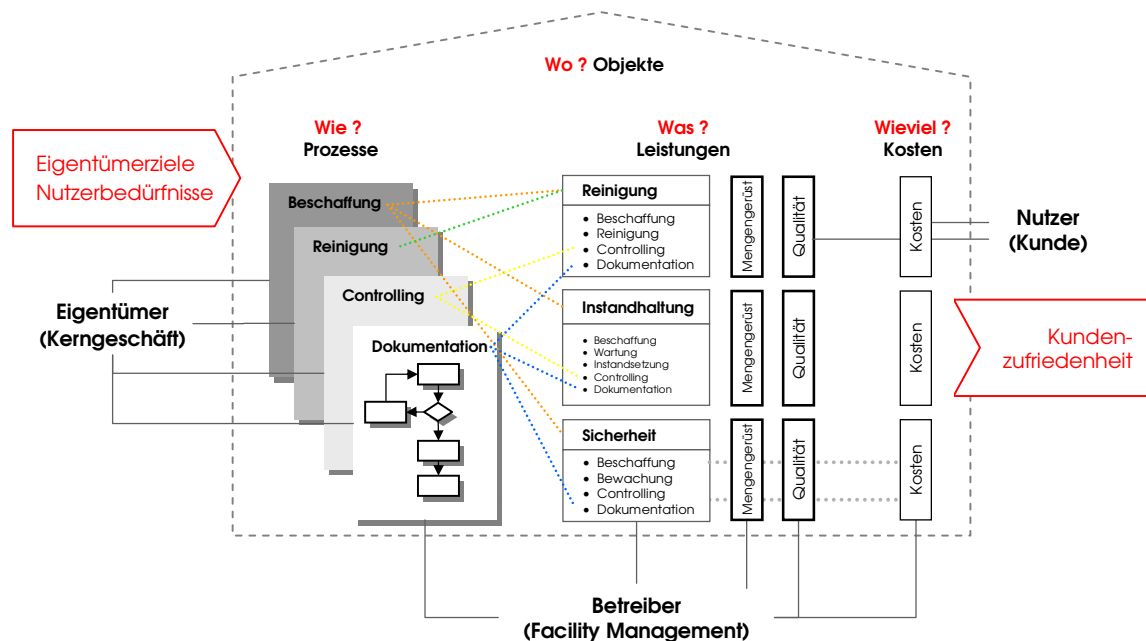 Wo ? Objekte
Wie ?
Prozesse
Was ?
Leistungen
Wieviel ?
Kosten
Eigentümerziele
Nutzerbedürfnisse
Beschaffung
Reinigung
Controlling
Dokumentation
Eigentümer
(Kerngeschäft)
Reinigung
• Beschaffung
• Reinigung
• Controlling
• Dokumentation
Mengengerüst
Qualität
Kosten
Instandhaltung
• Beschaffung
• Wartung
• Instandsetzung
• Controlling
• Dokumentation
Mengengerüst
Qualität
Kosten
Sicherheit
• Beschaffung
• Bewachung
• Controlling
• Dokumentation
Mengengerüst
Qualität
Kosten
Nutzer
(Kunde)
Kunden-
zufriedenheit
Betreiber
(Facility Management)